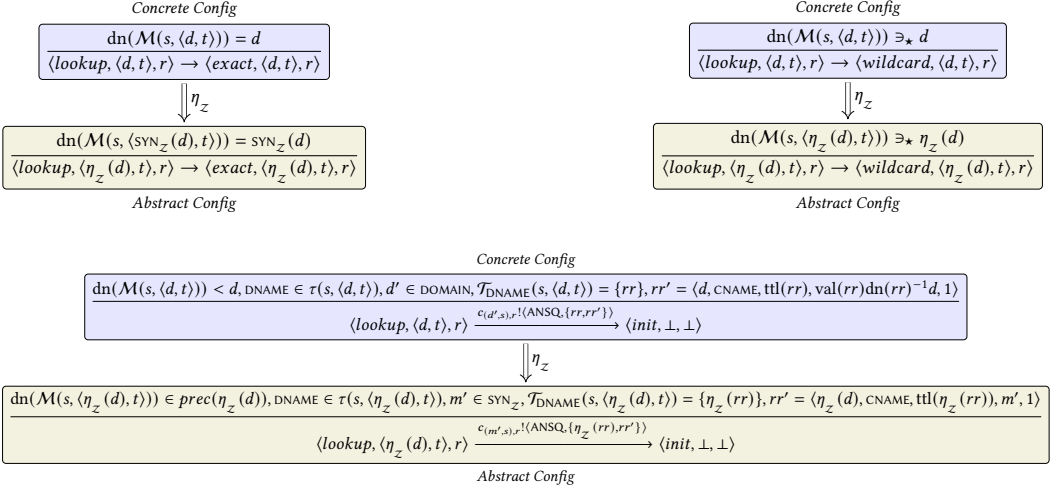 Concrete Config
dn(ℳ(s, ⟨d, t⟩)) = d
⟨lookup, ⟨d, t⟩, r⟩ → ⟨exact, ⟨d, t⟩, r⟩
η_𝒵
dn(ℳ(s, ⟨SYN_𝒵(d), t⟩)) = SYN_𝒵(d)
⟨lookup, ⟨η_𝒵(d), t⟩, r⟩ → ⟨exact, ⟨η_𝒵(d), t⟩, r⟩
Abstract Config
Concrete Config
dn(ℳ(s, ⟨d, t⟩)) ∋⋆ d
⟨lookup, ⟨d, t⟩, r⟩ → ⟨wildcard, ⟨d, t⟩, r⟩
η_𝒵
dn(ℳ(s, ⟨η_𝒵(d), t⟩)) ∋⋆ η_𝒵(d)
⟨lookup, ⟨η_𝒵(d), t⟩, r⟩ → ⟨wildcard, ⟨η_𝒵(d), t⟩, r⟩
Abstract Config
Concrete Config
dn(ℳ(s, ⟨d, t⟩)) < d, DNAME ∈ τ(s, ⟨d, t⟩), d′ ∈ DOMAIN, 𝒯_DNAME(s, ⟨d, t⟩) = {rr}, rr′ = ⟨d, CNAME, ttl(rr), val(rr)dn(rr)⁻¹d, 1⟩
c_(d′,s),r!⟨ANSQ,{rr,rr′}⟩
⟨lookup, ⟨d, t⟩, r⟩ → ⟨init, ⊥, ⊥⟩
η_𝒵
dn(ℳ(s, ⟨η_𝒵(d), t⟩)) ∈ prec(η_𝒵(d)), DNAME ∈ τ(s, ⟨η_𝒵(d), t⟩), m′ ∈ SYN_𝒵, 𝒯_DNAME(s, ⟨η_𝒵(d), t⟩) = {η_𝒵(rr)}, rr′ = ⟨η_𝒵(d), CNAME, ttl(η_𝒵(rr)), m′, 1⟩
c_(m′,s),r!⟨ANSQ,{η_𝒵(rr),rr′}⟩
⟨lookup, ⟨η_𝒵(d), t⟩, r⟩ → ⟨init, ⊥, ⊥⟩
Abstract Config